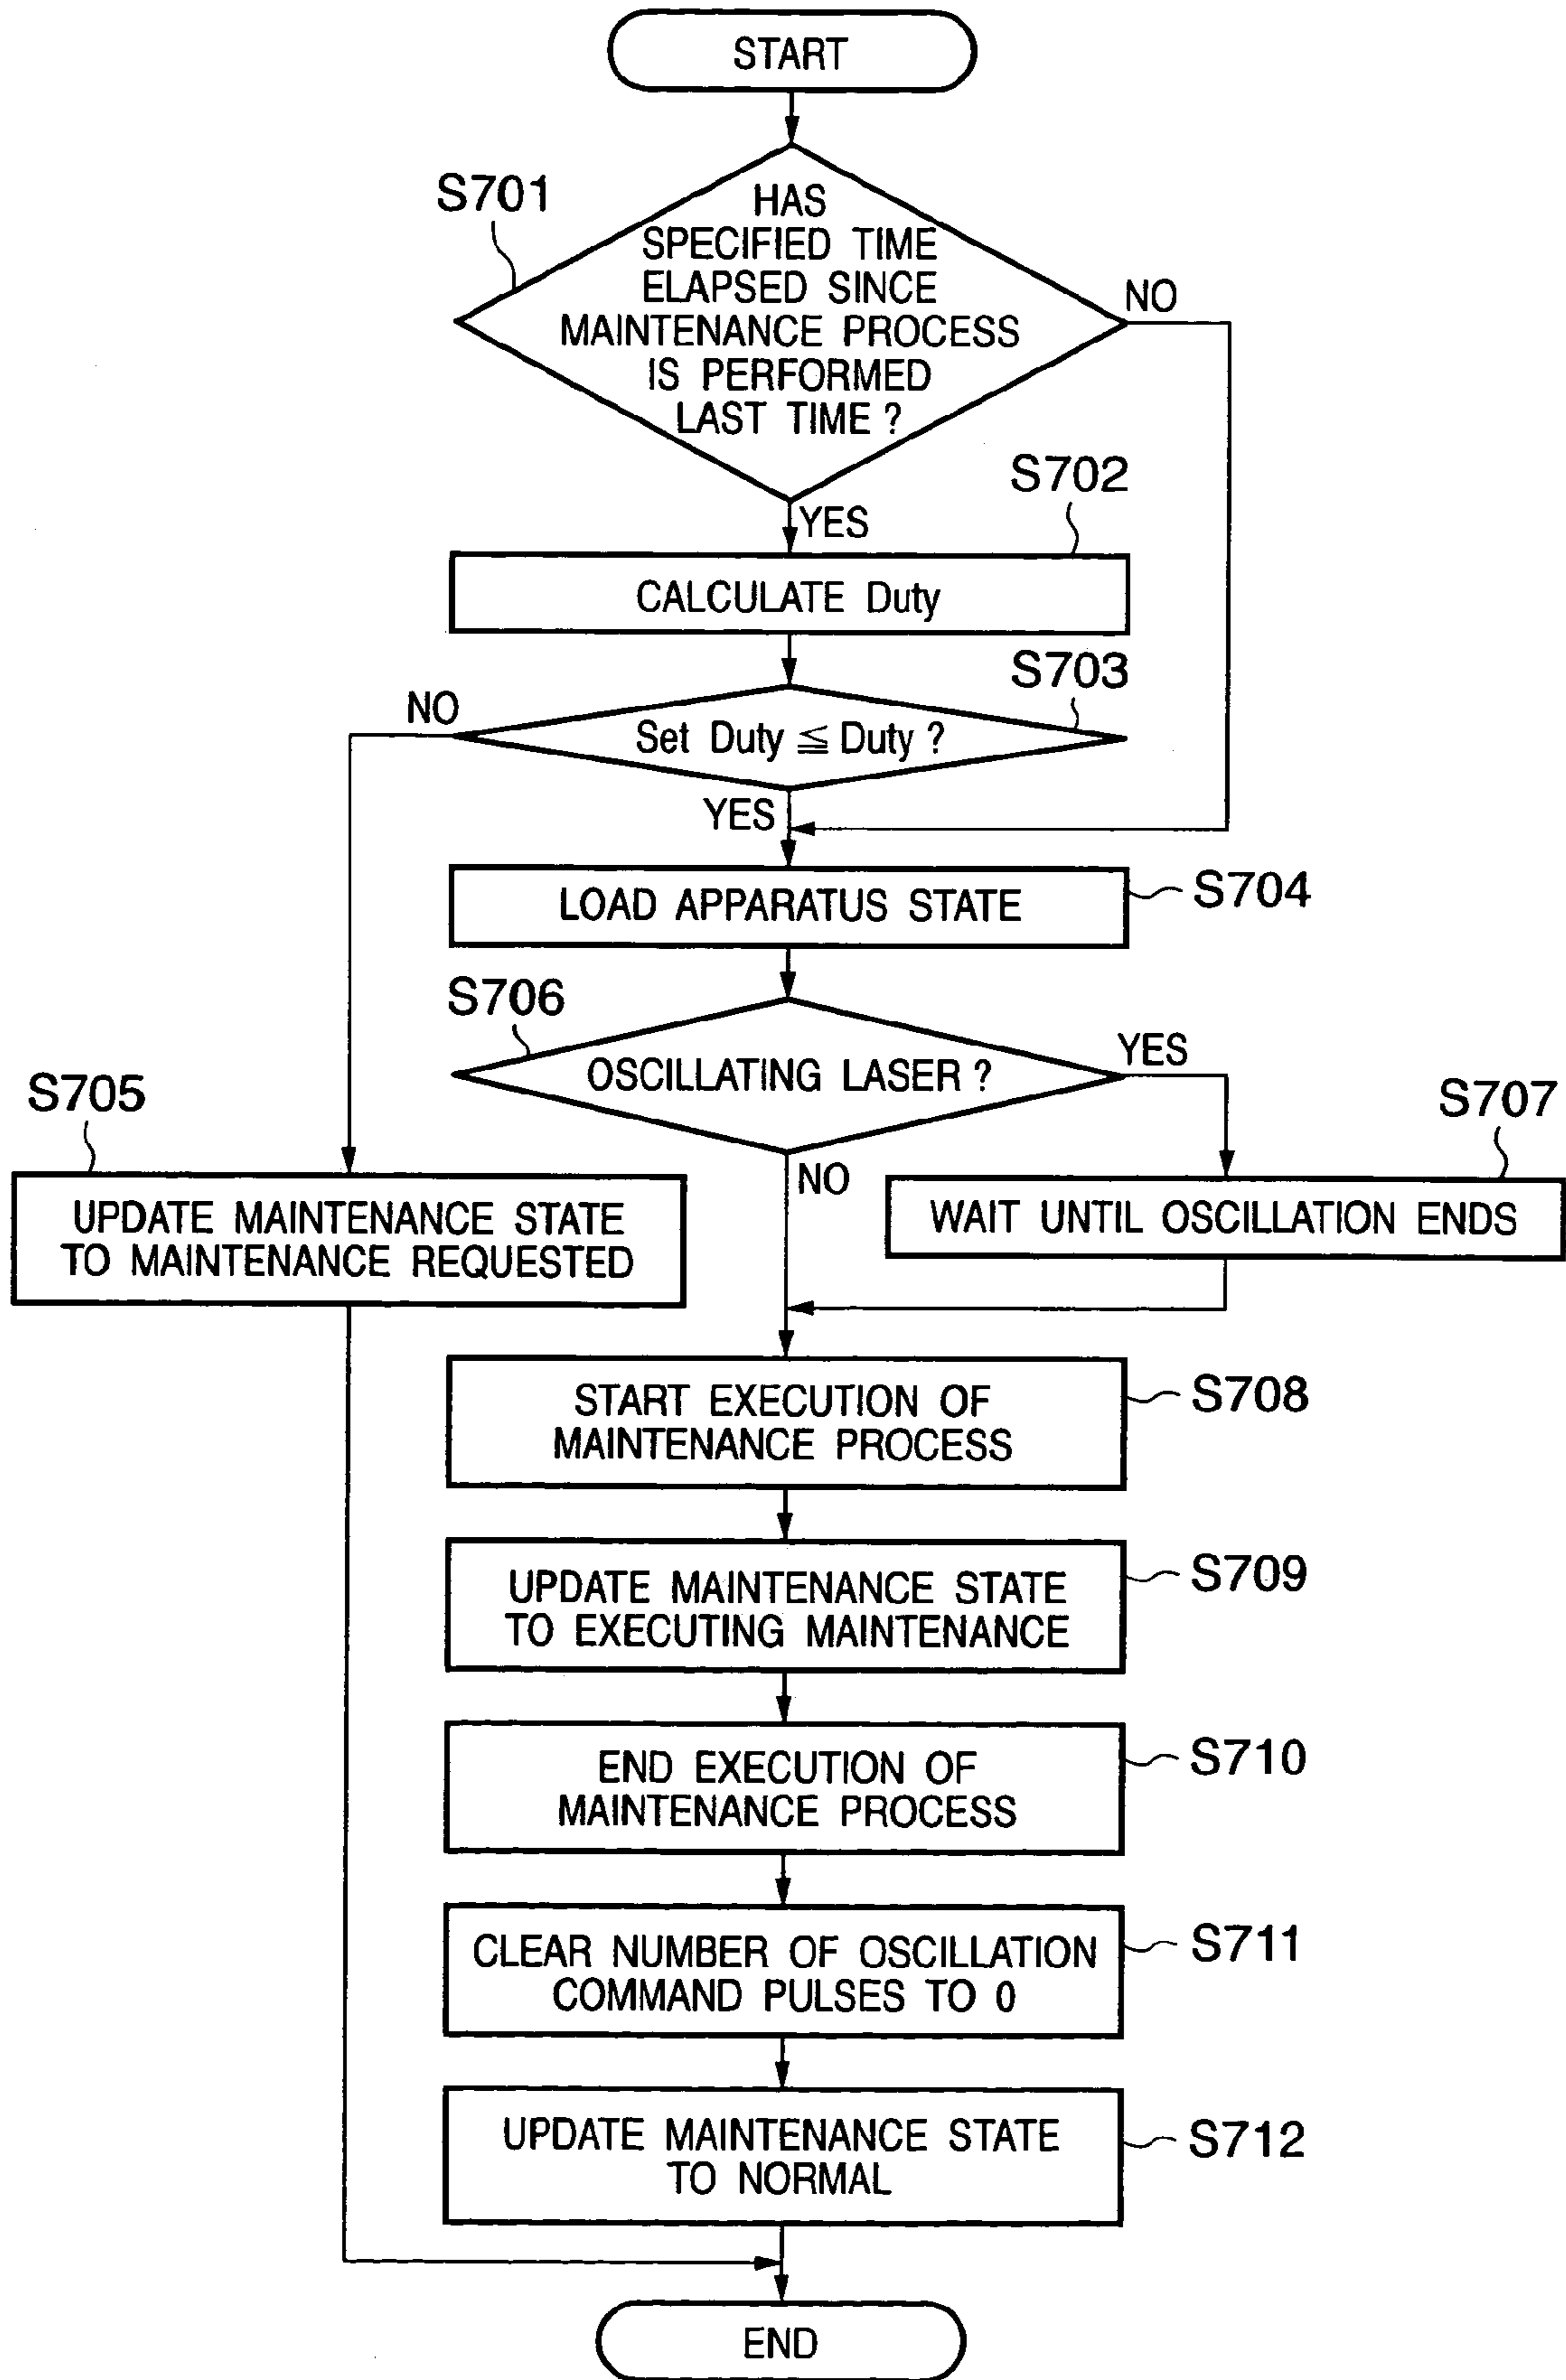 START
S701
HAS
SPECIFIED TIME
ELAPSED SINCE
MAINTENANCE PROCESS
IS PERFORMED
LAST TIME ?
NO
YES
S702
CALCULATE Duty
S703
NO
Set Duty ≦ Duty ?
YES
LOAD APPARATUS STATE
S704
S706
OSCILLATING LASER ?
YES
NO
S705
UPDATE MAINTENANCE STATE
TO MAINTENANCE REQUESTED
S707
WAIT UNTIL OSCILLATION ENDS
START EXECUTION OF
MAINTENANCE PROCESS
S708
UPDATE MAINTENANCE STATE
TO EXECUTING MAINTENANCE
S709
END EXECUTION OF
MAINTENANCE PROCESS
S710
CLEAR NUMBER OF OSCILLATION
COMMAND PULSES TO 0
S711
UPDATE MAINTENANCE STATE
TO NORMAL
S712
END